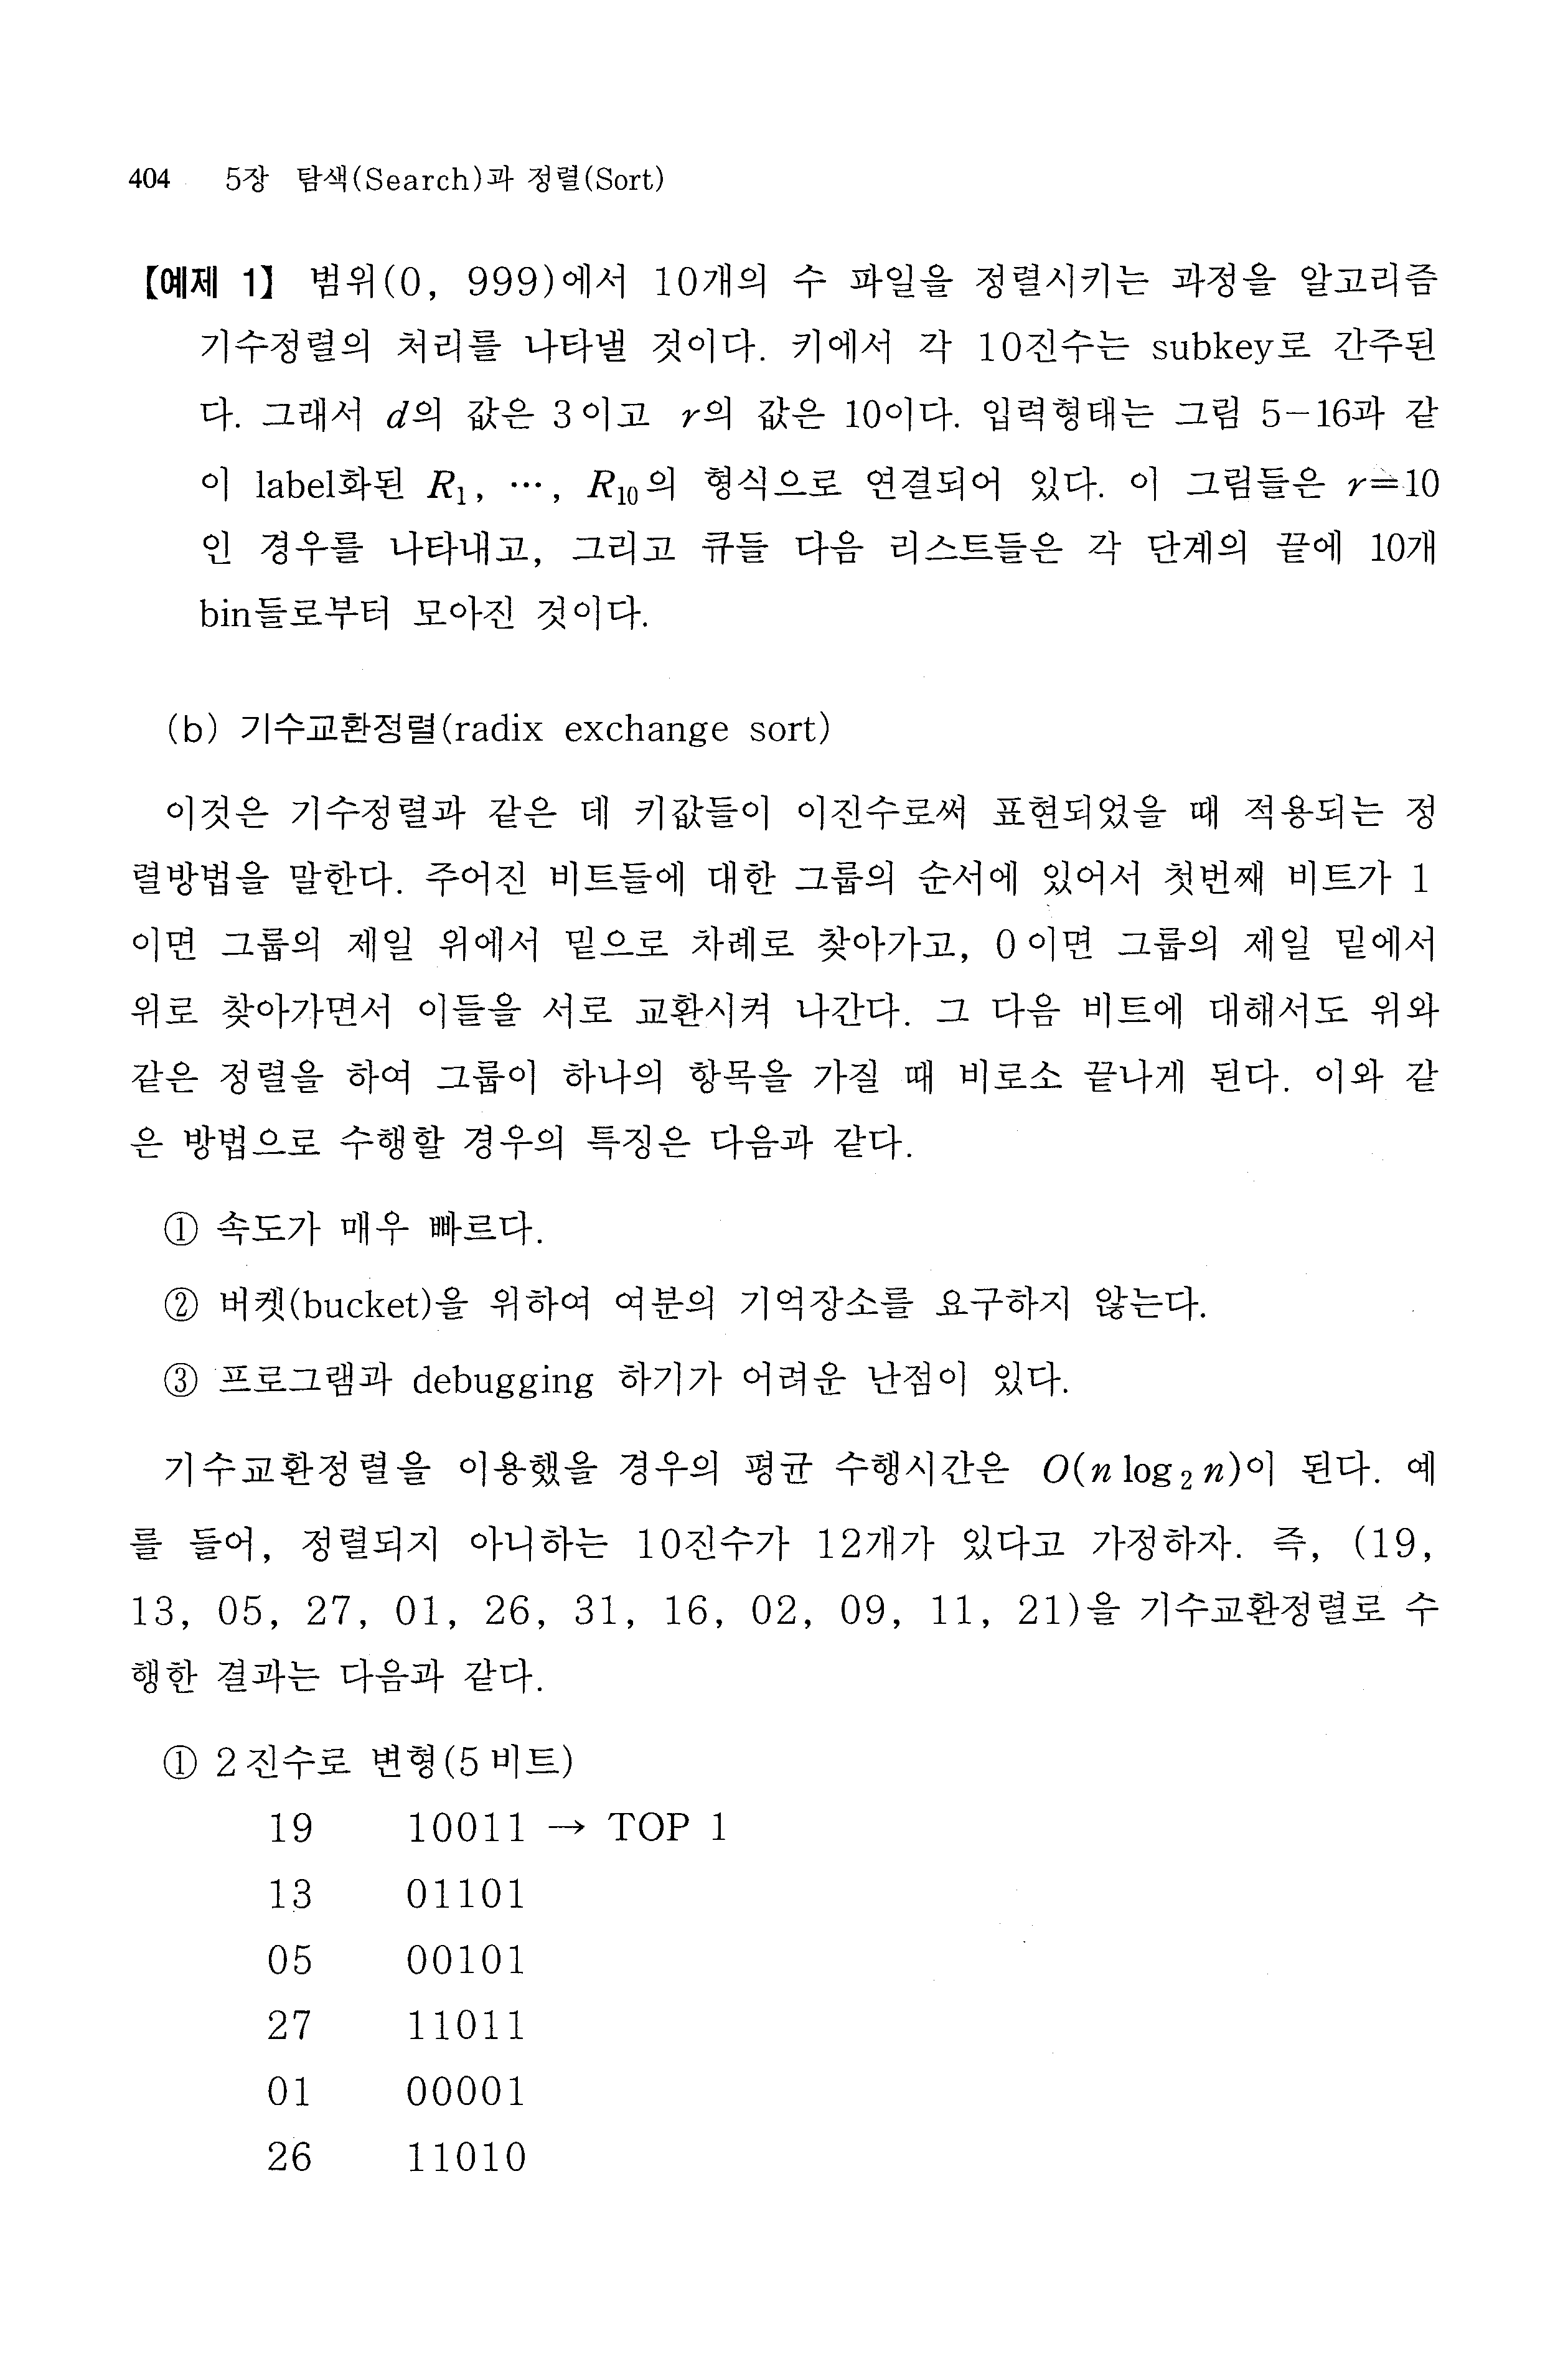 404 5장 탐색(Search)과 정렬(Sort)
【예제 1】 범위(0, 999)에서 10개의 수 파일을 정렬시키는 과정을 알고리즘
기수정렬의 처리를 나타낼 것이다. 키에서 각 10진수는 subkey로 간주된
다. 그래서 d의 값은 3이고 r의 값은 10이다. 입력형태는 그림 5-16과 같
이 label화된 R₁, …, R₁₀의 형식으로 연결되어 있다. 이 그림들은 r=10
인 경우를 나타내고, 그리고 큐들 다음 리스트들은 각 단계의 끝에 10개
bin들로부터 모아진 것이다.
(b) 기수교환정렬(radix exchange sort)
이것은 기수정렬과 같은 데 키값들이 이진수로써 표현되었을 때 적용되는 정
렬방법을 말한다. 주어진 비트들에 대한 그룹의 순서에 있어서 첫번째 비트가 1
이면 그룹의 제일 위에서 밑으로 차례로 찾아가고, 0이면 그룹의 제일 밑에서
위로 찾아가면서 이들을 서로 교환시켜 나간다. 그 다음 비트에 대해서도 위와
같은 정렬을 하여 그룹이 하나의 항목을 가질 때 비로소 끝나게 된다. 이와 같
은 방법으로 수행할 경우의 특징은 다음과 같다.
① 속도가 매우 빠르다.
② 버켓(bucket)을 위하여 여분의 기억장소를 요구하지 않는다.
③ 프로그램과 debugging 하기가 어려운 난점이 있다.
기수교환정렬을 이용했을 경우의 평균 수행시간은 O(n log₂ n)이 된다. 예
를 들어, 정렬되지 아니하는 10진수가 12개가 있다고 가정하자. 즉, (19,
13, 05, 27, 01, 26, 31, 16, 02, 09, 11, 21)을 기수교환정렬로 수
행한 결과는 다음과 같다.
① 2진수로 변형(5비트)
19 10011 → TOP 1
13 01101
05 00101
27 11011
01 00001
26 11010